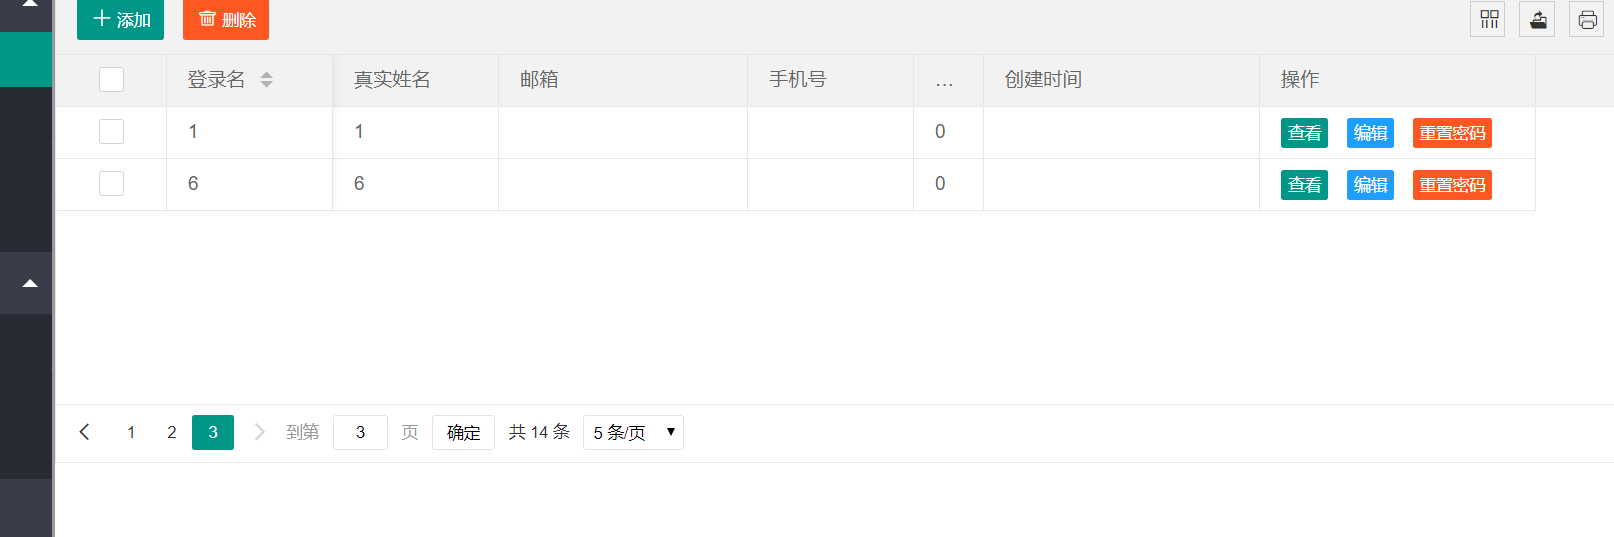 添加 删除
登录名 真实姓名 邮箱 手机号 ... 创建时间 操作
1 1 0 查看 编辑 重置密码
6 6 0 查看 编辑 重置密码
1 2 3 到第 3 页 确定 共 14 条 5 条/页